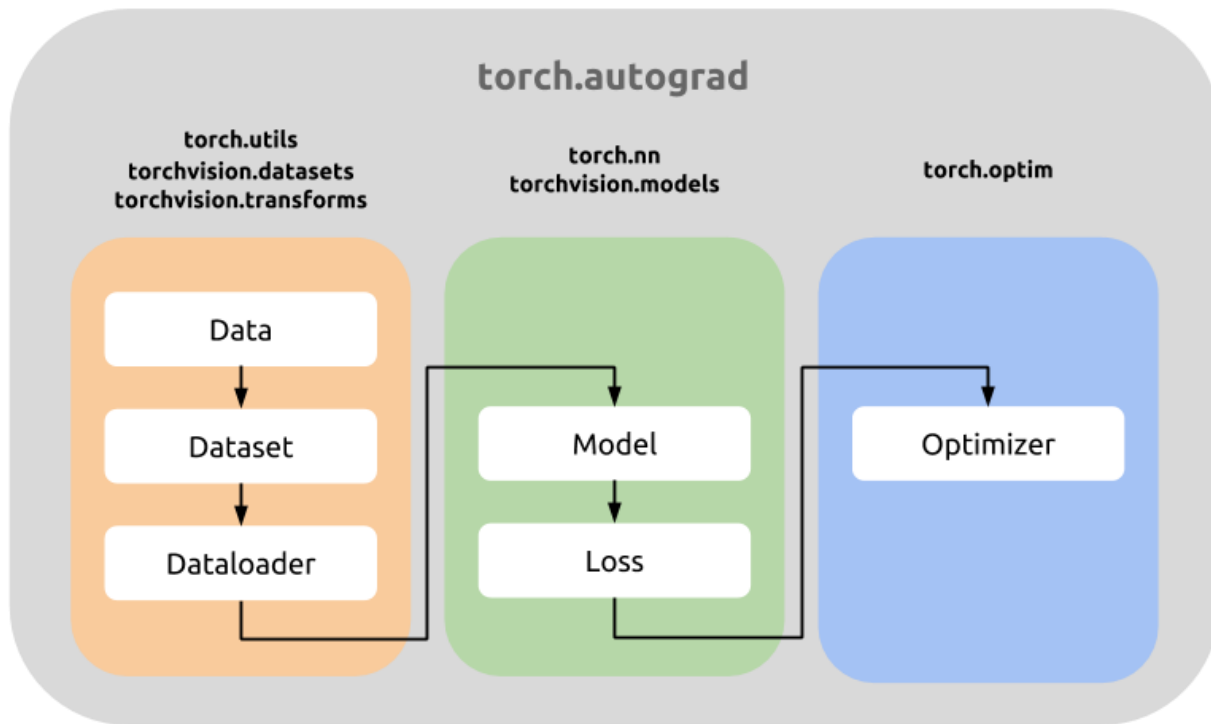 torch.autograd
torch.utils
torchvision.datasets
torchvision.transforms
torch.nn
torchvision.models
torch.optim
Data
Dataset
Dataloader
Model
Loss
Optimizer